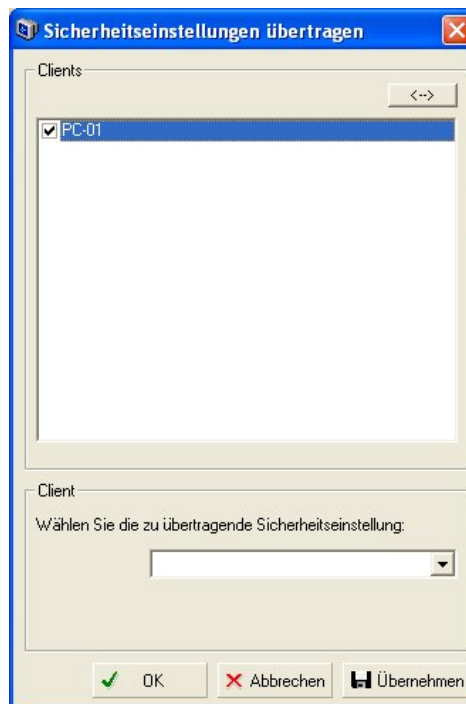 Sicherheitseinstellungen übertragen
Clients
<-->
PC-01
Client
Wählen Sie die zu übertragende Sicherheitseinstellung:
OK Abbrechen Übernehmen